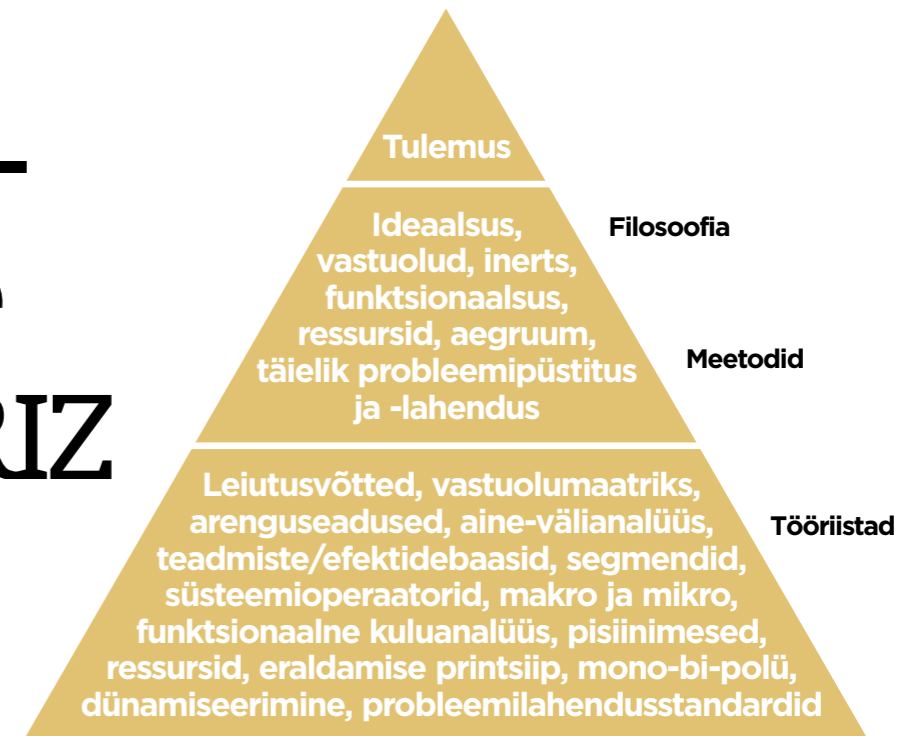 Tulemus
Ideaalsus,
vastuolud, inerts,
funktsionaalsus,
ressursid, aegruum,
täielik probleemipüstitus
ja -lahendus
Filosoofia
Meetodid
Leiutusvõtted, vastuolumaatriks,
arenguseadused, aine-välianalüüs,
teadmiste/efektidebaasid, segmendid,
süsteemioperaatorid, makro ja mikro,
funktsionaalne kuluanalüüs, pisiinimesed,
ressursid, eraldamise printsiip, mono-bi-polü,
dünamiseerimine, probleemilahendusstandardid
Tööriistad